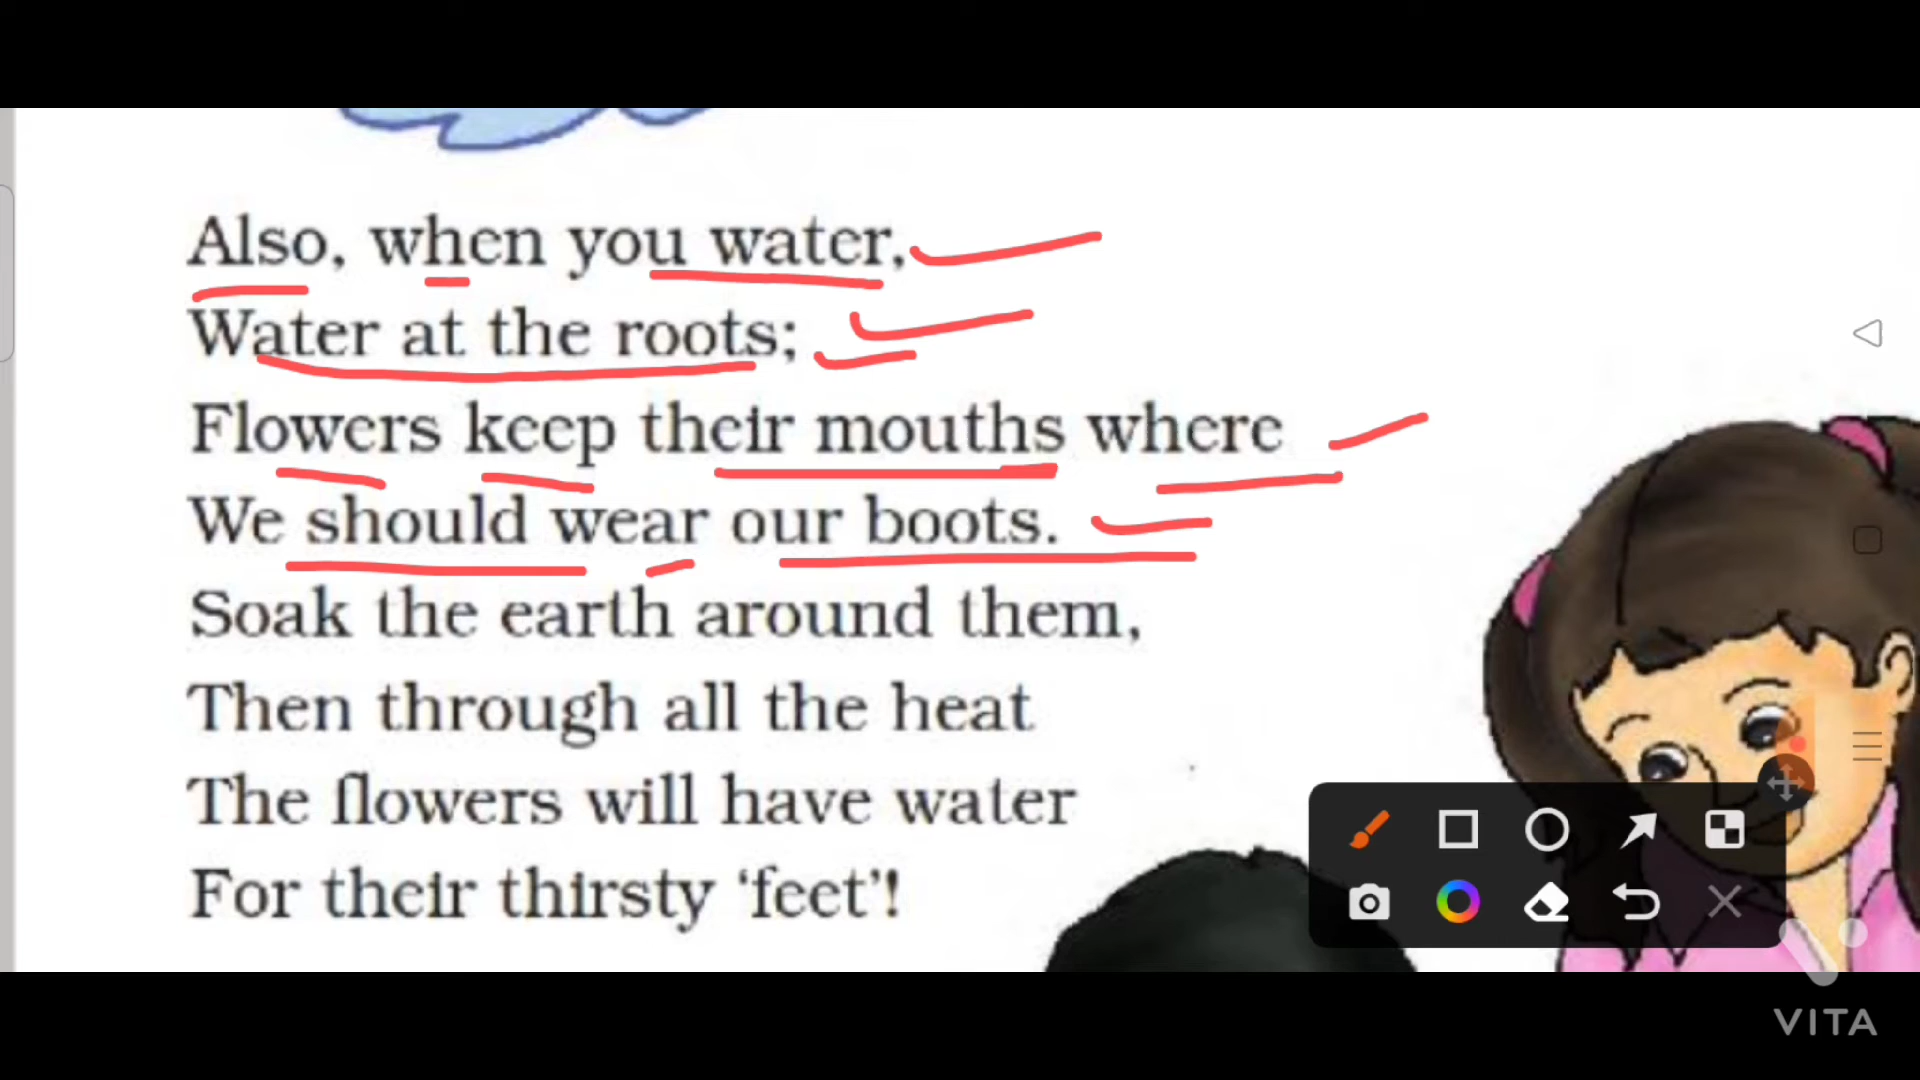 Also, when you water,
Water at the roots;
Flowers keep their mouths where
We should wear our boots.
Soak the earth around them,
Then through all the heat
The flowers will have water
For their thirsty ‘feet’!
VITA